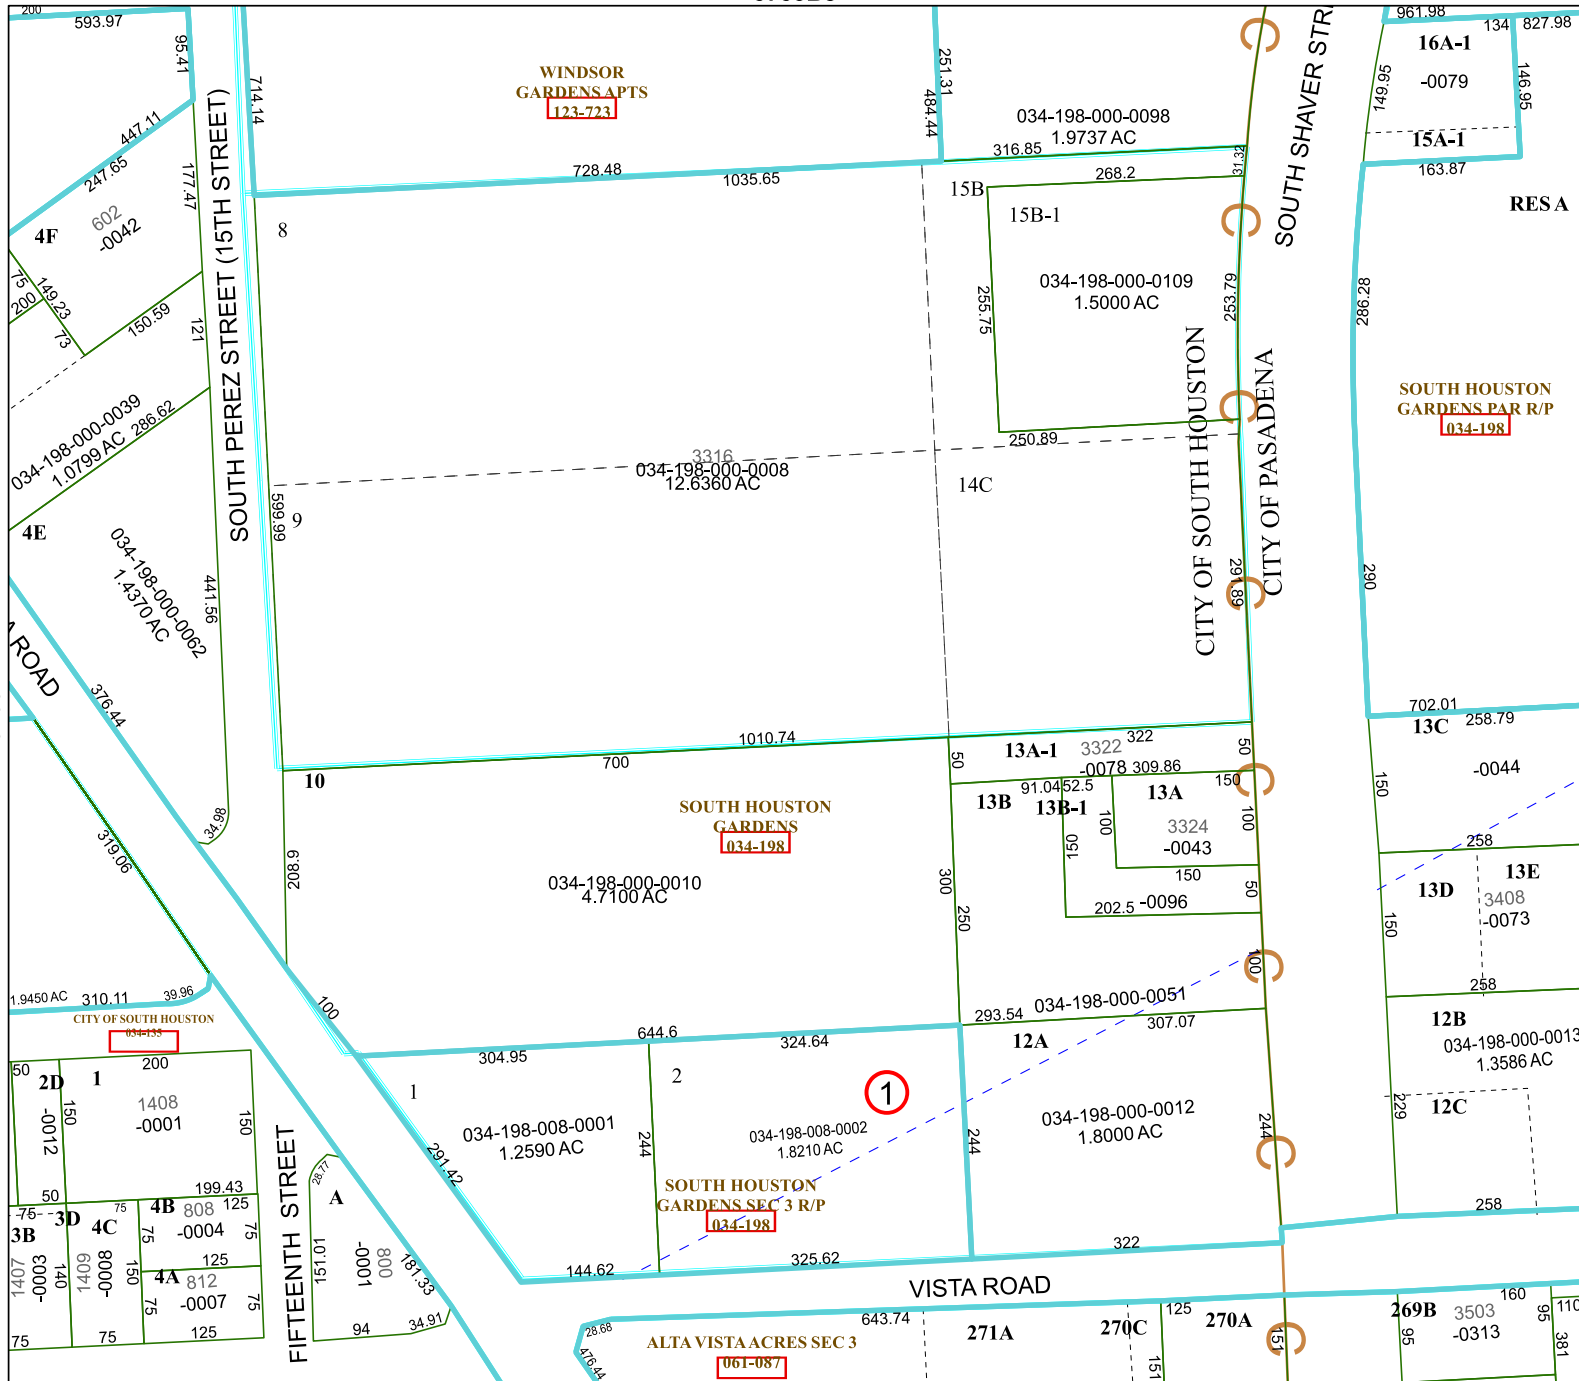 200
593.97
95.41
714.14
WINDSOR
GARDENS APTS
123-723
251.31
484.44
034-198-000-0098
1.9737 AC
316.85
31.32
268.2
728.48
1035.65
SOUTH SHAVER
961.98
134
827.98
16A-1
-0079
149.95
146.95
15A-1
163.87
RES A
447.11
247.65
177.47
602
-0042
4F
75
200
149.23
73
150.59
121
SOUTH PEREZ STREET (15TH STREET)
8
15B
15B-1
034-198-000-0109
1.5000 AC
255.75
253.79
250.89
286.28
CITY OF SOUTH HOUSTON
CITY OF PASADENA
SOUTH HOUSTON
GARDENS PAR R/P
034-198
034-198-000-0039
1.0799 AC
286.62
4E
034-198-000-0062
1.4370 AC
441.56
599.99
9
3316
034-198-000-0008
12.6360 AC
14C
291.89
290
ROAD
376.44
319.06
34.98
1010.74
700
10
208.9
322
13A-1
3322
-0078
309.86
50
50
150
91.04
52.5
13B
13B-1
13A
3324
-0043
100
100
150
150
50
202.5
-0096
300
250
100
SOUTH HOUSTON
GARDENS
034-198
034-198-000-0010
4.7100 AC
034-198-000-0051
293.54
307.07
702.01
258.79
13C
-0044
150
258
13D
13E
3408
-0073
150
258
12B
034-198-000-0013
1.3586 AC
12C
229
258
1.9450 AC
310.11
39.96
CITY OF SOUTH HOUSTON
034-135
100
644.6
304.95
324.64
1
2
1
12A
034-198-008-0001
1.2590 AC
034-198-008-0002
1.8210 AC
034-198-000-0012
1.8000 AC
244
244
244
291.42
SOUTH HOUSTON
GARDENS SEC 3 R/P
034-198
144.62
325.62
322
VISTA ROAD
50
2D
1
200
150
150
1408
-0001
-0012
50
199.43
75
3D
75
4B
808
125
-0004
75
75
3B
4C
1407
-0003
140
1409
-0008
150
125
4A
812
-0007
75
75
75
75
125
FIFTEENTH STREET
28.77
A
151.01
800
-0001
181.33
94
34.91
28.68
476.44
643.74
ALTA VISTA ACRES SEC 3
061-087
271A
270C
125
151
270A
151
269B
95
3503
-0313
160
95
110
381